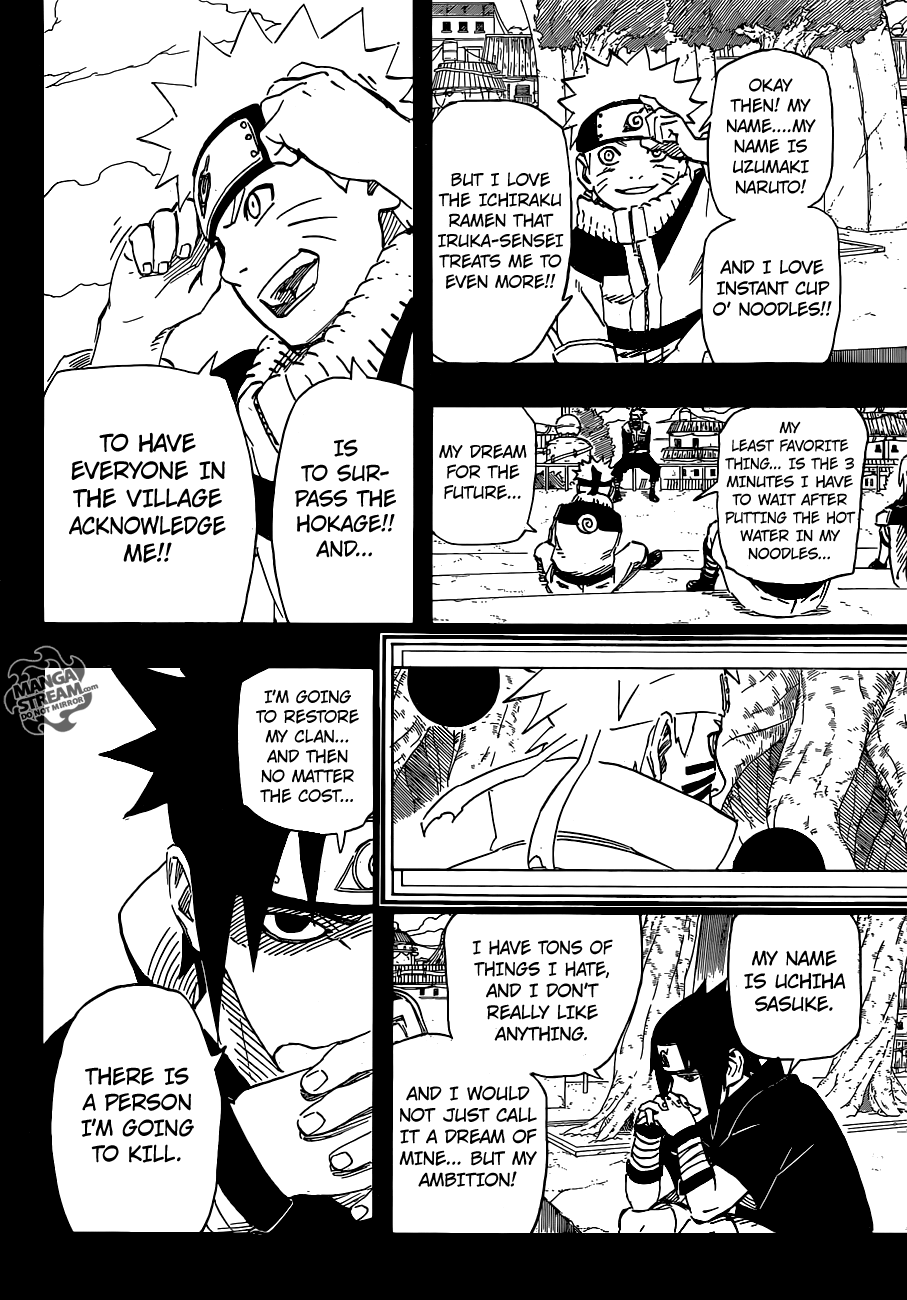 OKAY
THEN! MY
NAME....MY
NAME IS
UZUMAKI
NARUTO!
AND I LOVE
INSTANT CUP
O' NOODLES!!
BUT I LOVE
THE ICHIRAKU
RAMEN THAT
IRUKA-SENSEI
TREATS ME TO
EVEN MORE!!
MY
LEAST FAVORITE
THING... IS THE 3
MINUTES I HAVE
TO WAIT AFTER
PUTTING THE HOT
WATER IN MY
NOODLES...
MY DREAM
FOR THE
FUTURE...
IS
TO SUR-
PASS THE
HOKAGE!!
AND...
TO HAVE
EVERYONE IN
THE VILLAGE
ACKNOWLEDGE
ME!!
MY NAME
IS UCHIHA
SASUKE.
I HAVE TONS OF
THINGS I HATE,
AND I DON'T
REALLY LIKE
ANYTHING.
AND I WOULD
NOT JUST CALL
IT A DREAM OF
MINE... BUT MY
AMBITION!
I'M GOING
TO RESTORE
MY CLAN...
...AND THEN
NO MATTER
THE COST...
THERE IS
A PERSON
I'M GOING
TO KILL.
MANGA
STREAM.com
DO NOT MIRROR